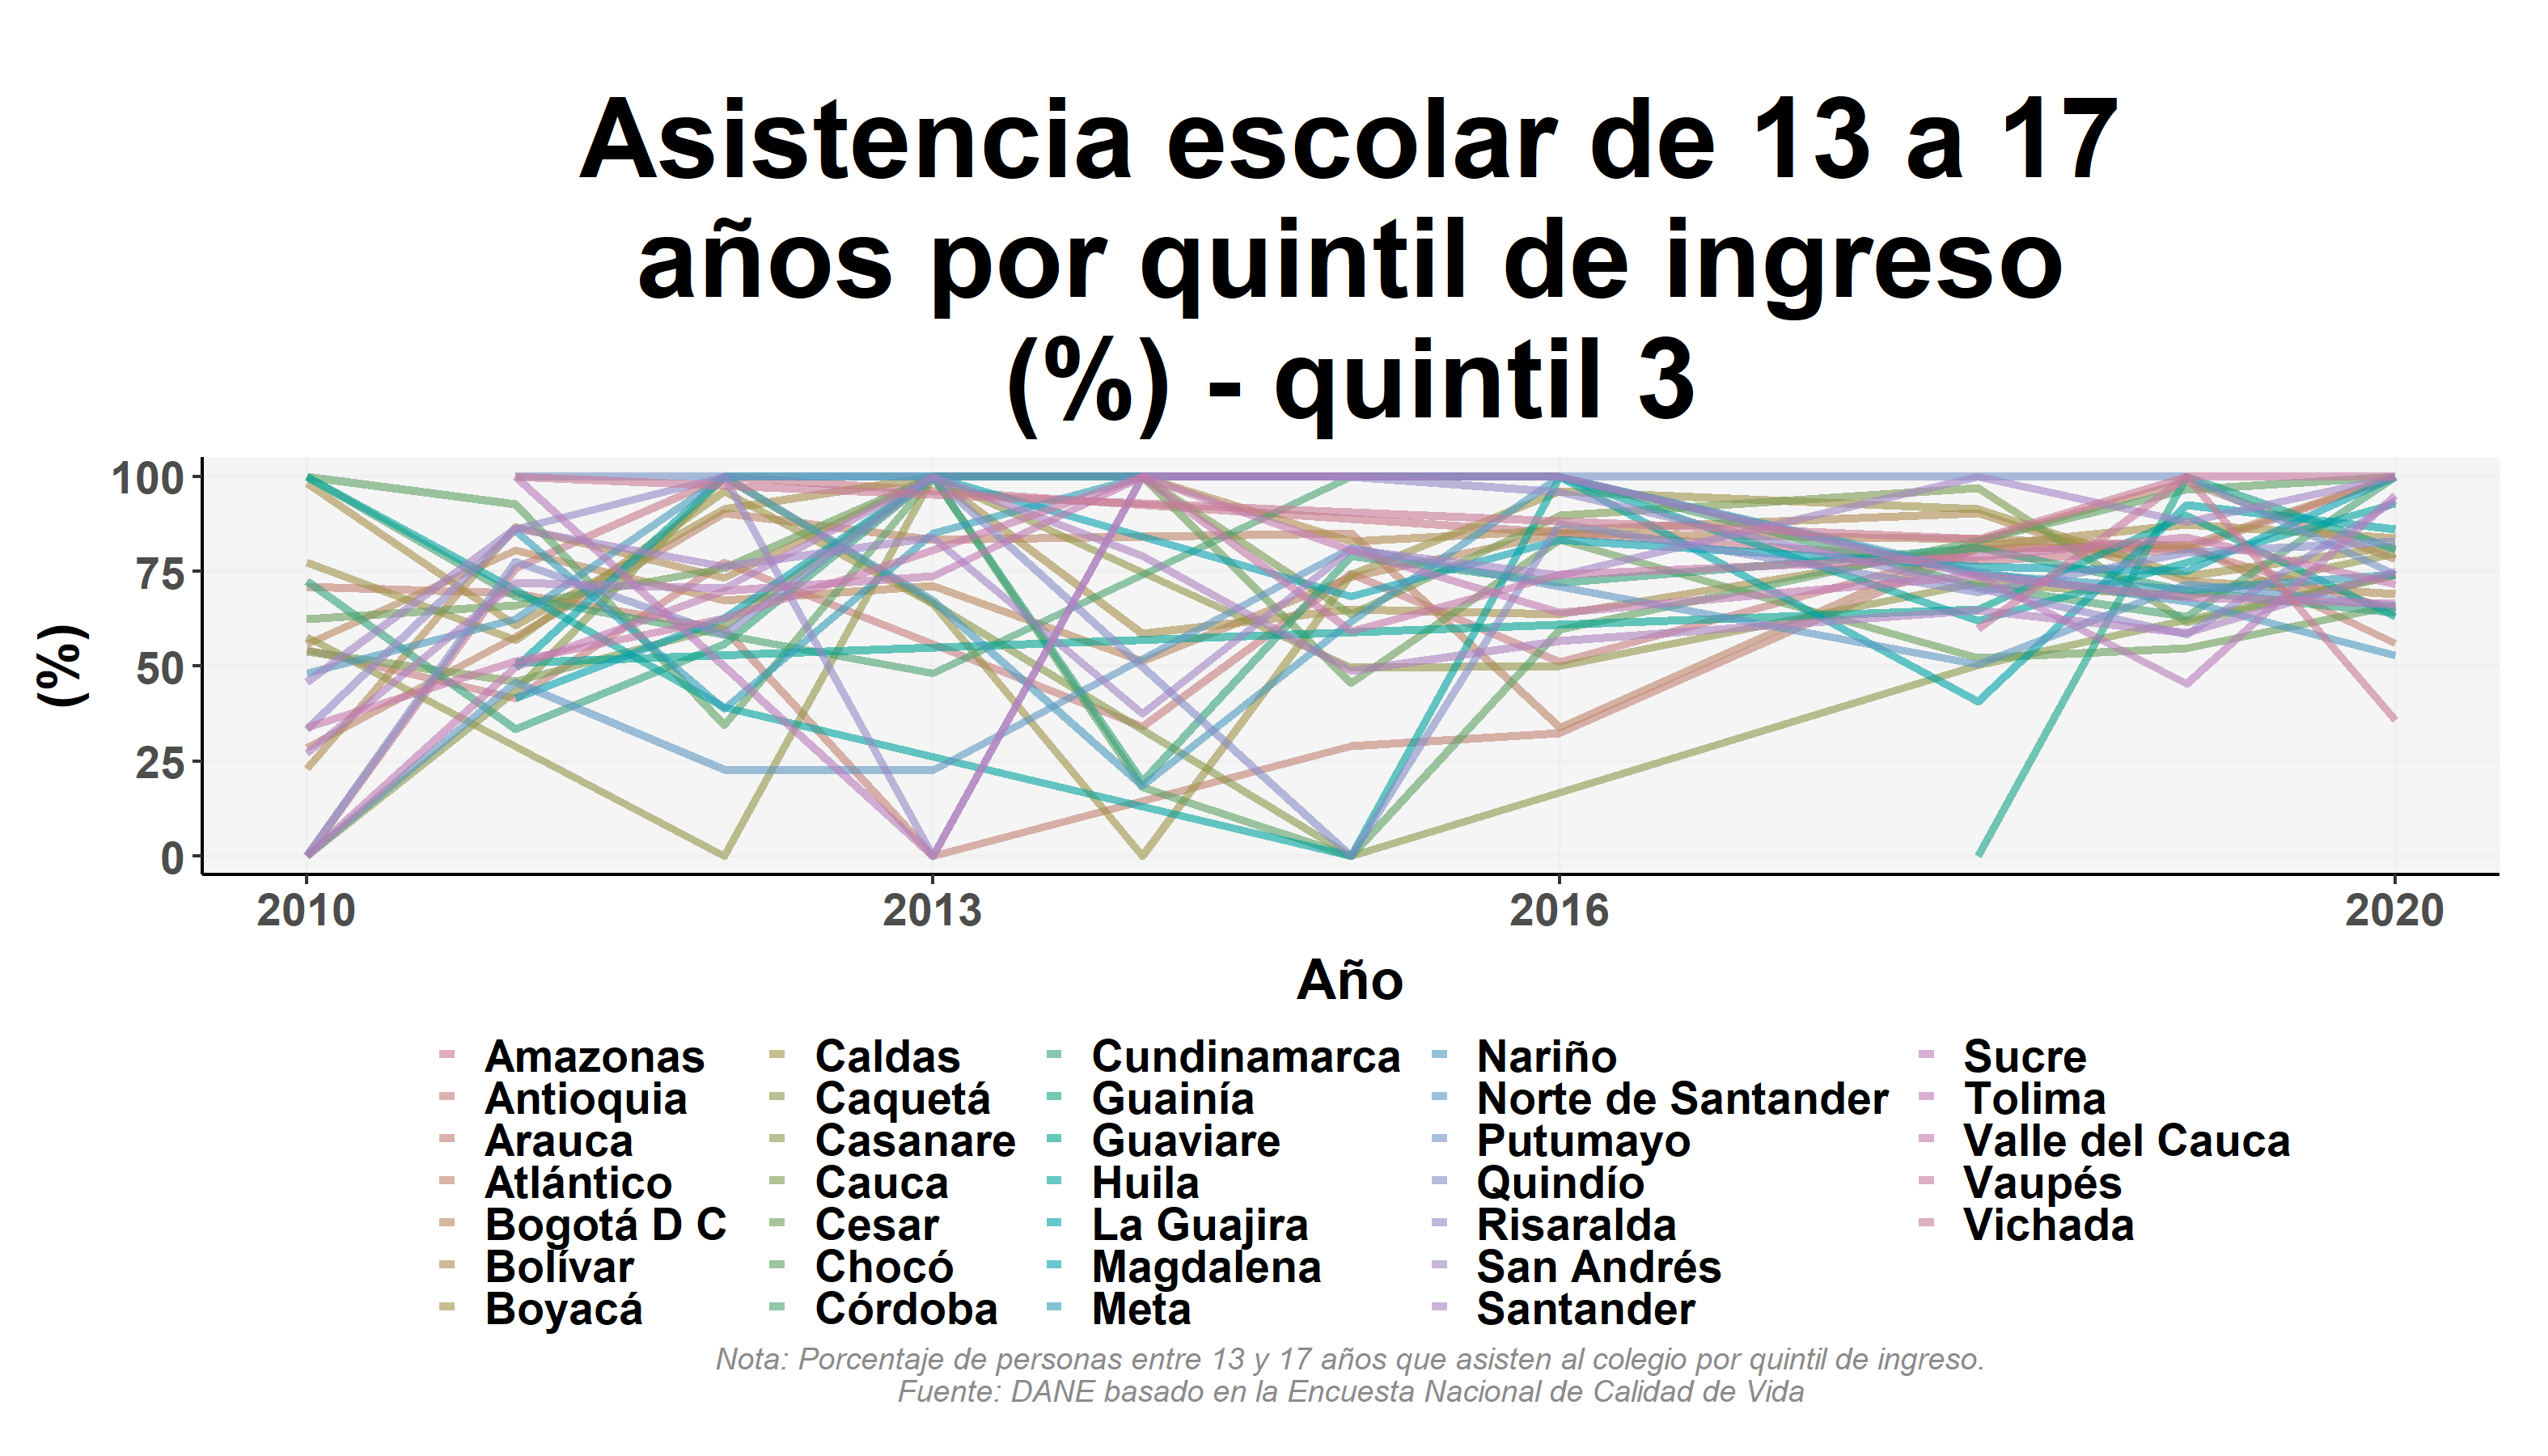 Asistencia escolar de 13 a 17
años por quintil de ingreso
(%) - quintil 3
(%)
100
75
50
25
0
2010
2013
2016
2020
Año
Amazonas
Antioquia
Arauca
Atlántico
Bogotá D C
Bolívar
Boyacá
Caldas
Caquetá
Casanare
Cauca
Cesar
Chocó
Córdoba
Cundinamarca
Guainía
Guaviare
Huila
La Guajira
Magdalena
Meta
Nariño
Norte de Santander
Putumayo
Quindío
Risaralda
San Andrés
Santander
Sucre
Tolima
Valle del Cauca
Vaupés
Vichada
Nota: Porcentaje de personas entre 13 y 17 años que asisten al colegio por quintil de ingreso.
Fuente: DANE basado en la Encuesta Nacional de Calidad de Vida